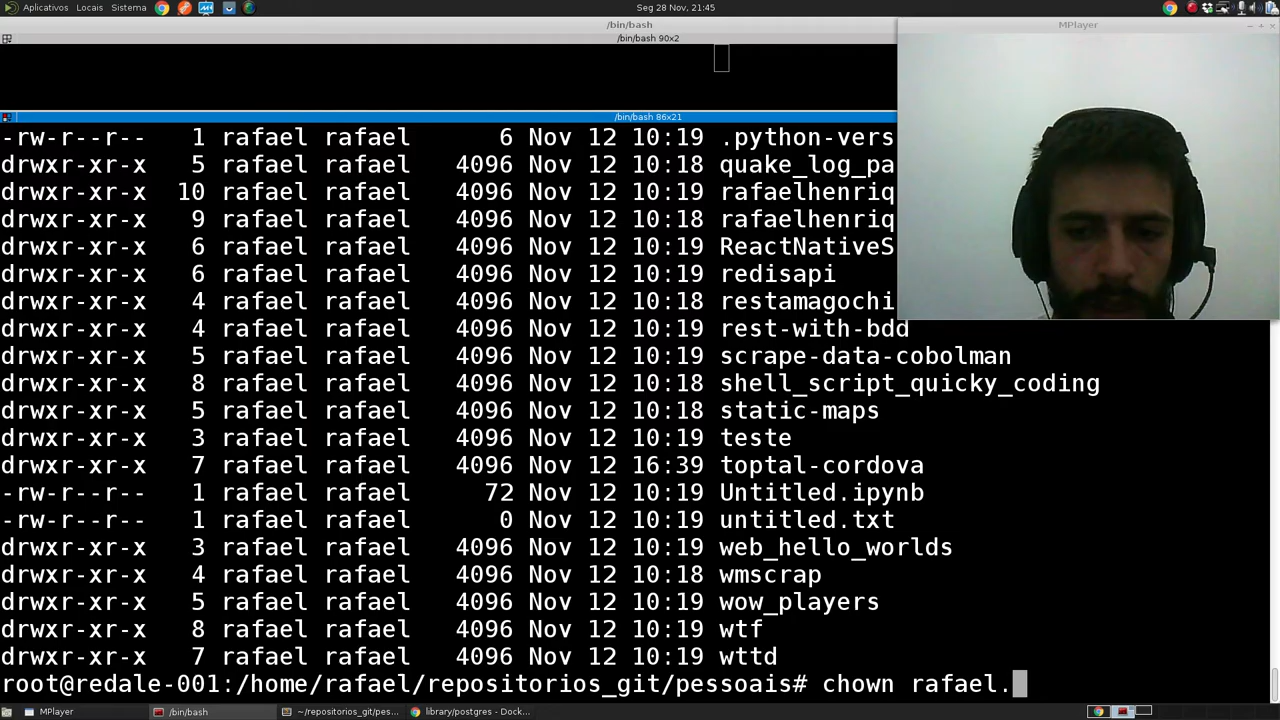 Aplicativos Locais Sistema Seg 28 Nov, 21:45
/bin/bash
/bin/bash 90x2
MPlayer
/bin/bash 86x21
-rw-r--r-- 1 rafael rafael 6 Nov 12 10:19 .python-vers
drwxr-xr-x 5 rafael rafael 4096 Nov 12 10:18 quake_log_pa
drwxr-xr-x 10 rafael rafael 4096 Nov 12 10:19 rafaelhenriq
drwxr-xr-x 9 rafael rafael 4096 Nov 12 10:18 rafaelhenriq
drwxr-xr-x 6 rafael rafael 4096 Nov 12 10:19 ReactNativeS
drwxr-xr-x 6 rafael rafael 4096 Nov 12 10:19 redisapi
drwxr-xr-x 4 rafael rafael 4096 Nov 12 10:18 restamagochi
drwxr-xr-x 4 rafael rafael 4096 Nov 12 10:19 rest-with-bdd
drwxr-xr-x 5 rafael rafael 4096 Nov 12 10:19 scrape-data-cobolman
drwxr-xr-x 8 rafael rafael 4096 Nov 12 10:18 shell_script_quicky_coding
drwxr-xr-x 5 rafael rafael 4096 Nov 12 10:18 static-maps
drwxr-xr-x 3 rafael rafael 4096 Nov 12 10:19 teste
drwxr-xr-x 7 rafael rafael 4096 Nov 12 16:39 toptal-cordova
-rw-r--r-- 1 rafael rafael 72 Nov 12 10:19 Untitled.ipynb
-rw-r--r-- 1 rafael rafael 0 Nov 12 10:19 untitled.txt
drwxr-xr-x 3 rafael rafael 4096 Nov 12 10:19 web_hello_worlds
drwxr-xr-x 4 rafael rafael 4096 Nov 12 10:18 wmscrap
drwxr-xr-x 5 rafael rafael 4096 Nov 12 10:19 wow_players
drwxr-xr-x 8 rafael rafael 4096 Nov 12 10:19 wtf
drwxr-xr-x 7 rafael rafael 4096 Nov 12 10:19 wttd
root@redale-001:/home/rafael/repositorios_git/pessoais# chown rafael.
MPlayer /bin/bash ~/repositorios_git/pes... library/postgres - Dock...